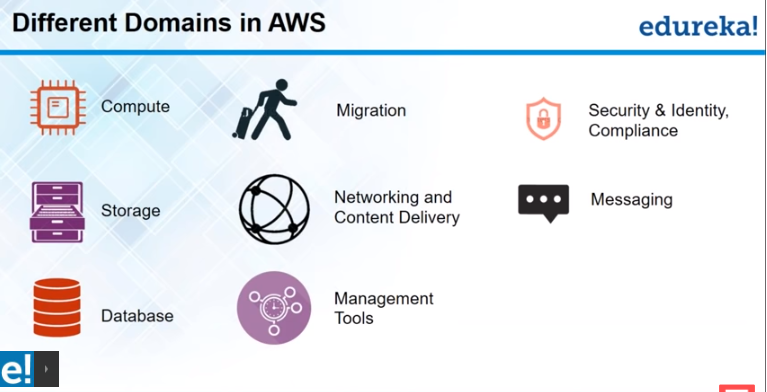 Different Domains in AWS
edureka!
Compute
Migration
Security & Identity,
Compliance
Storage
Networking and
Content Delivery
Messaging
Database
Management
Tools
e!